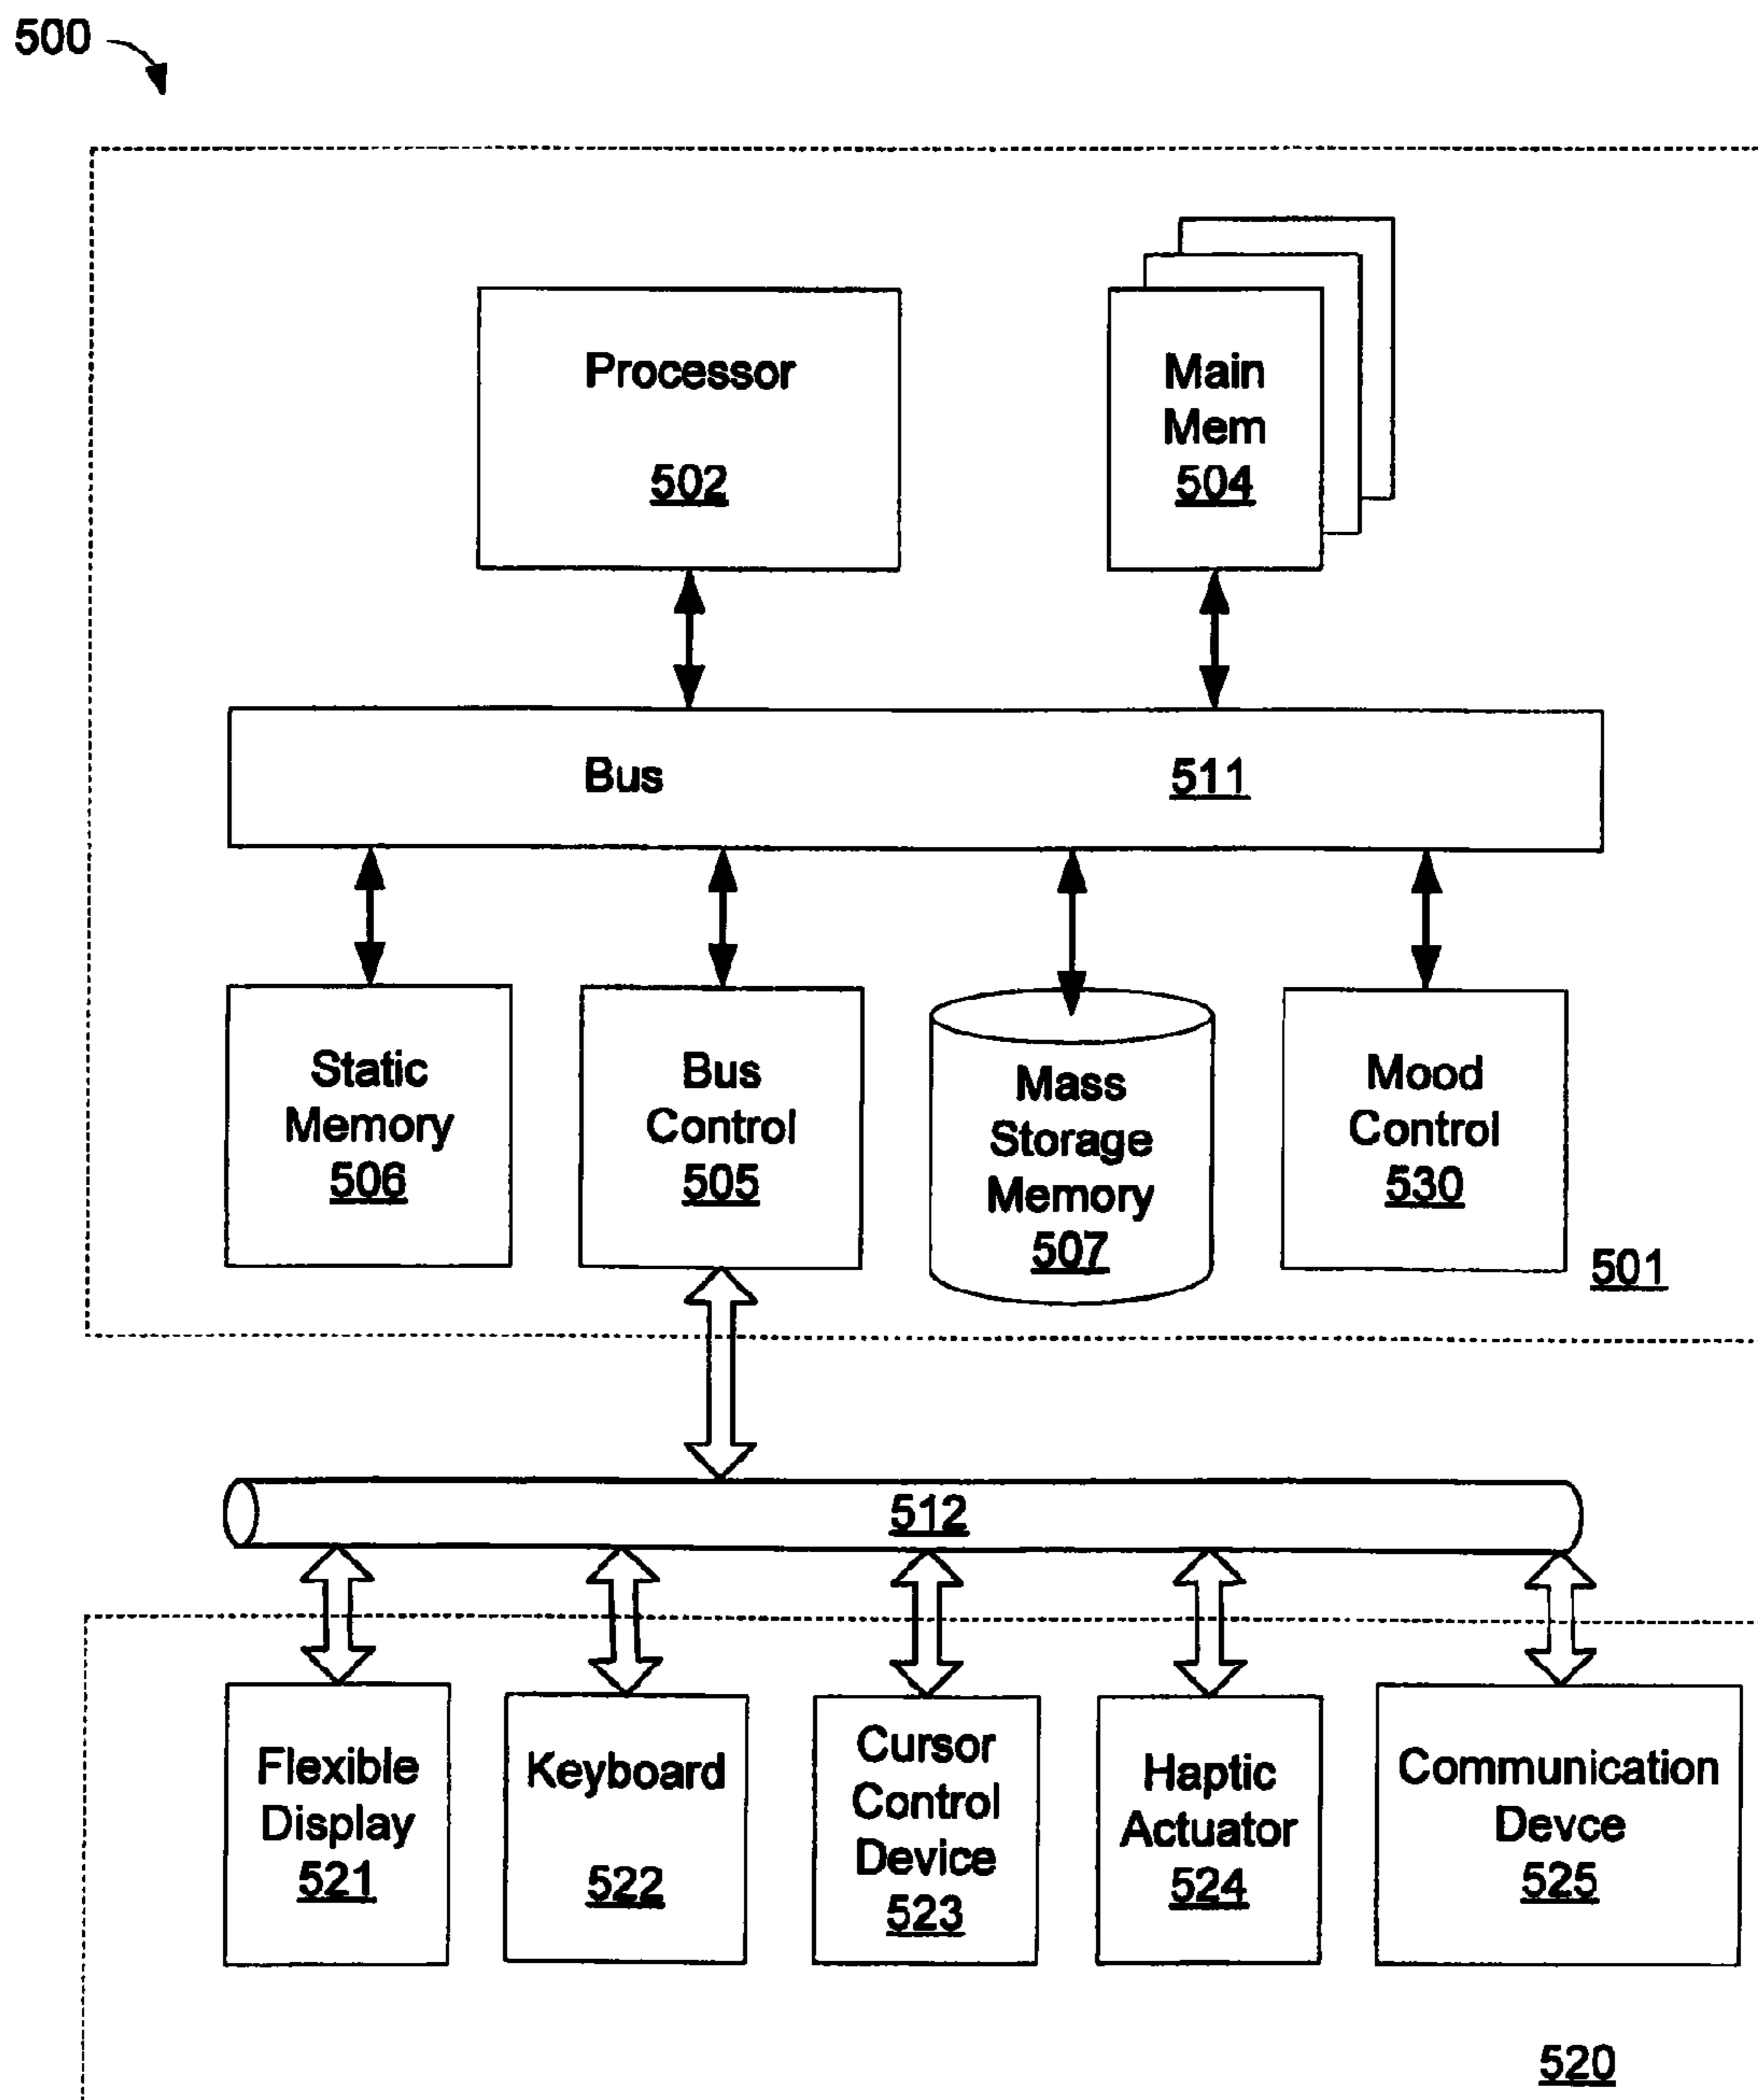 500
Processor
502
Main
Mem
504
Bus
511
Static
Memory
506
Bus
Control
505
Mass
Storage
Memory
507
Mood
Control
530
501
512
Flexible
Display
521
Keyboard
522
Cursor
Control
Device
523
Haptic
Actuator
524
Communication
Devce
525
520